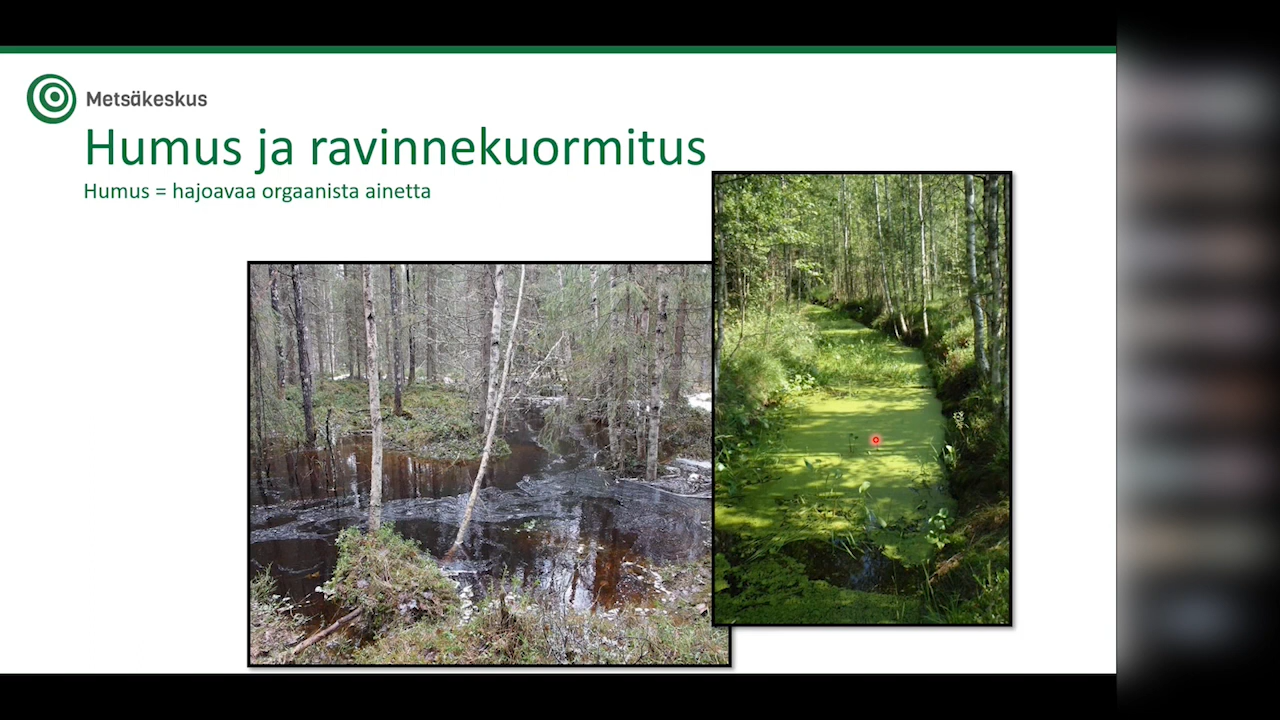 Metsäkeskus
Humus ja ravinnekuormitus
Humus = hajoavaa orgaanista ainetta